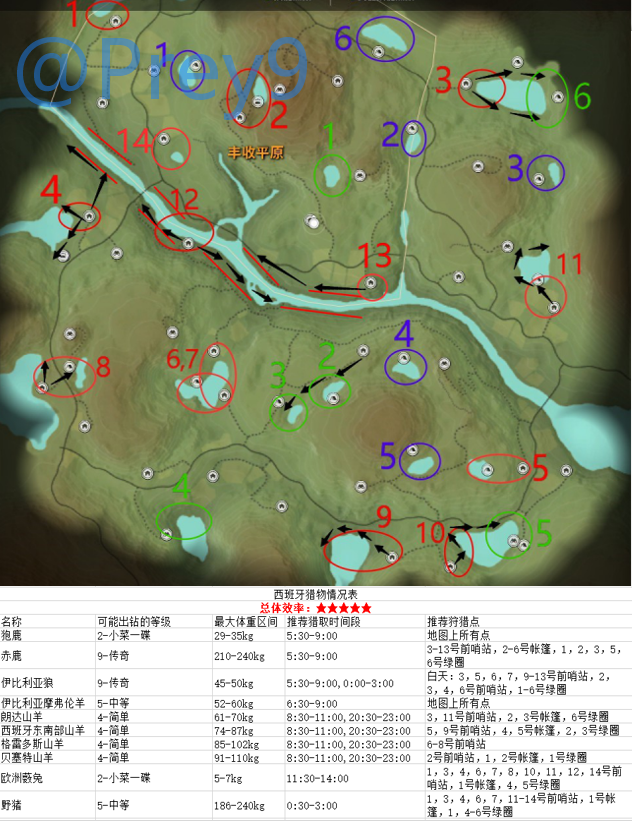 1
@Prey9
1
6
2
3
6
14
丰收平原
1
2
3
4
12
13
11
8
6,7
3
2
4
5
5
4
9
10
5
西班牙猎物情况表
总体效率：★★★★★
名称 可能出钻的等级 最大体重区间 推荐猎取时间段 推荐狩猎点
狍鹿 2-小菜一碟 29-35kg 5:30-9:00 地图上所有点
赤鹿 9-传奇 210-240kg 5:30-9:00 3-13号前哨站，2-6号帐篷，1，2，3，5，
6号绿圈
伊比利亚狼 9-传奇 45-50kg 5:30-9:00,0:00-3:00 白天：3，5，6，7，9-13号前哨站，2，
3，4，6号前哨站，1-6号绿圈
伊比利亚摩弗伦羊 5-中等 52-60kg 6:30-9:00 地图上所有点
朗达山羊 4-简单 61-70kg 8:30-11:00,20:30-23:00 3，11号前哨站，2，3号帐篷，6号绿圈
西班牙东南部山羊 4-简单 74-87kg 8:30-11:00,20:30-23:00 5，9号前哨站，4，5号帐篷，2，3号绿圈
格雷多斯山羊 4-简单 85-102kg 8:30-11:00,20:30-23:00 6-8号前哨站
贝塞特山羊 4-简单 91-110kg 8:30-11:00,20:30-23:00 2号前哨站，1，2号帐篷，1号绿圈
欧洲薮兔 2-小菜一碟 5-7kg 11:30-14:00 1，3，4，6，7，8，10，11，12，14号前
哨站，1号帐篷，4，5号绿圈
野猪 5-中等 186-240kg 0:30-3:00 1，3，4，6，7，11-14号前哨站，1号帐
篷，1，4-6号绿圈